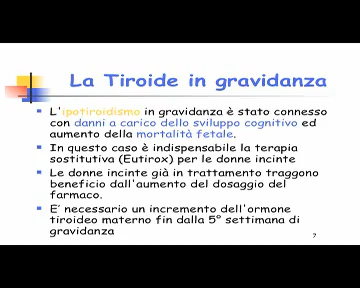 La Tiroide in gravidanza
L'ipotiroidismo in gravidanza è stato connesso
con danni a carico dello sviluppo cognitivo ed
aumento della mortalità fetale.
In questo caso è indispensabile la terapia
sostitutiva (Eutirox) per le donne incinte
Le donne incinte già in trattamento traggono
beneficio dall'aumento del dosaggio del
farmaco.
E' necessario un incremento dell'ormone
tiroideo materno fin dalla 5° settimana di
gravidanza
7